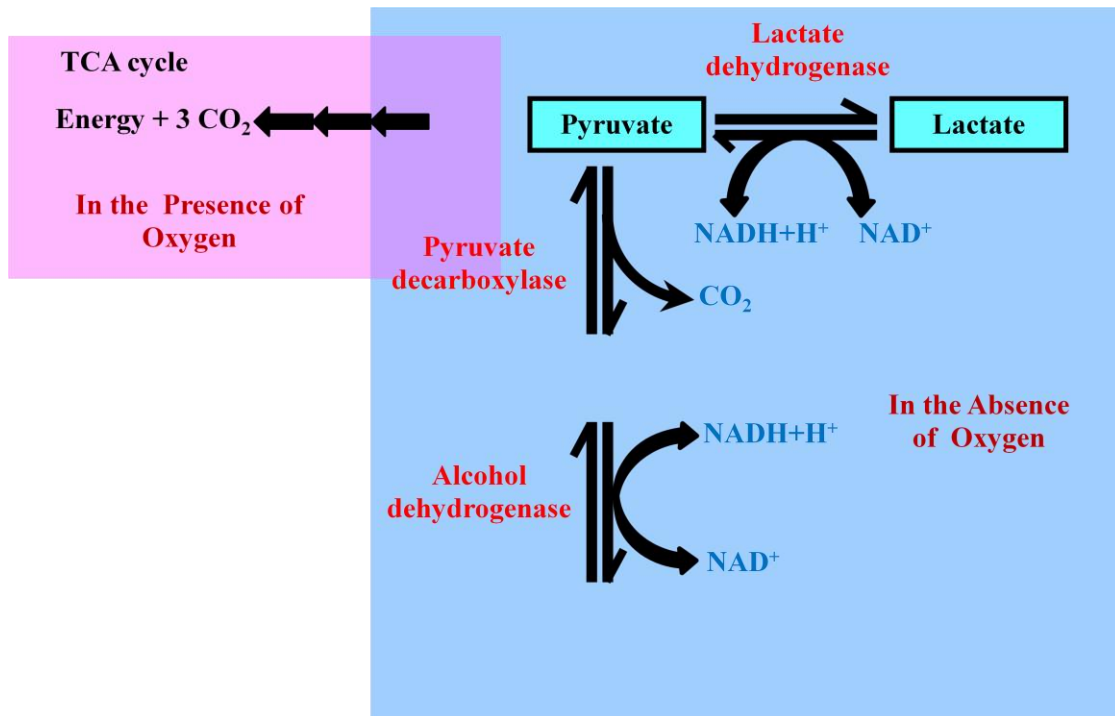 TCA cycle
Energy + 3 CO₂
In the Presence of
Oxygen
Lactate
dehydrogenase
Pyruvate
Lactate
NADH+H⁺
NAD⁺
Pyruvate
decarboxylase
CO₂
In the Absence
of Oxygen
NADH+H⁺
Alcohol
dehydrogenase
NAD⁺